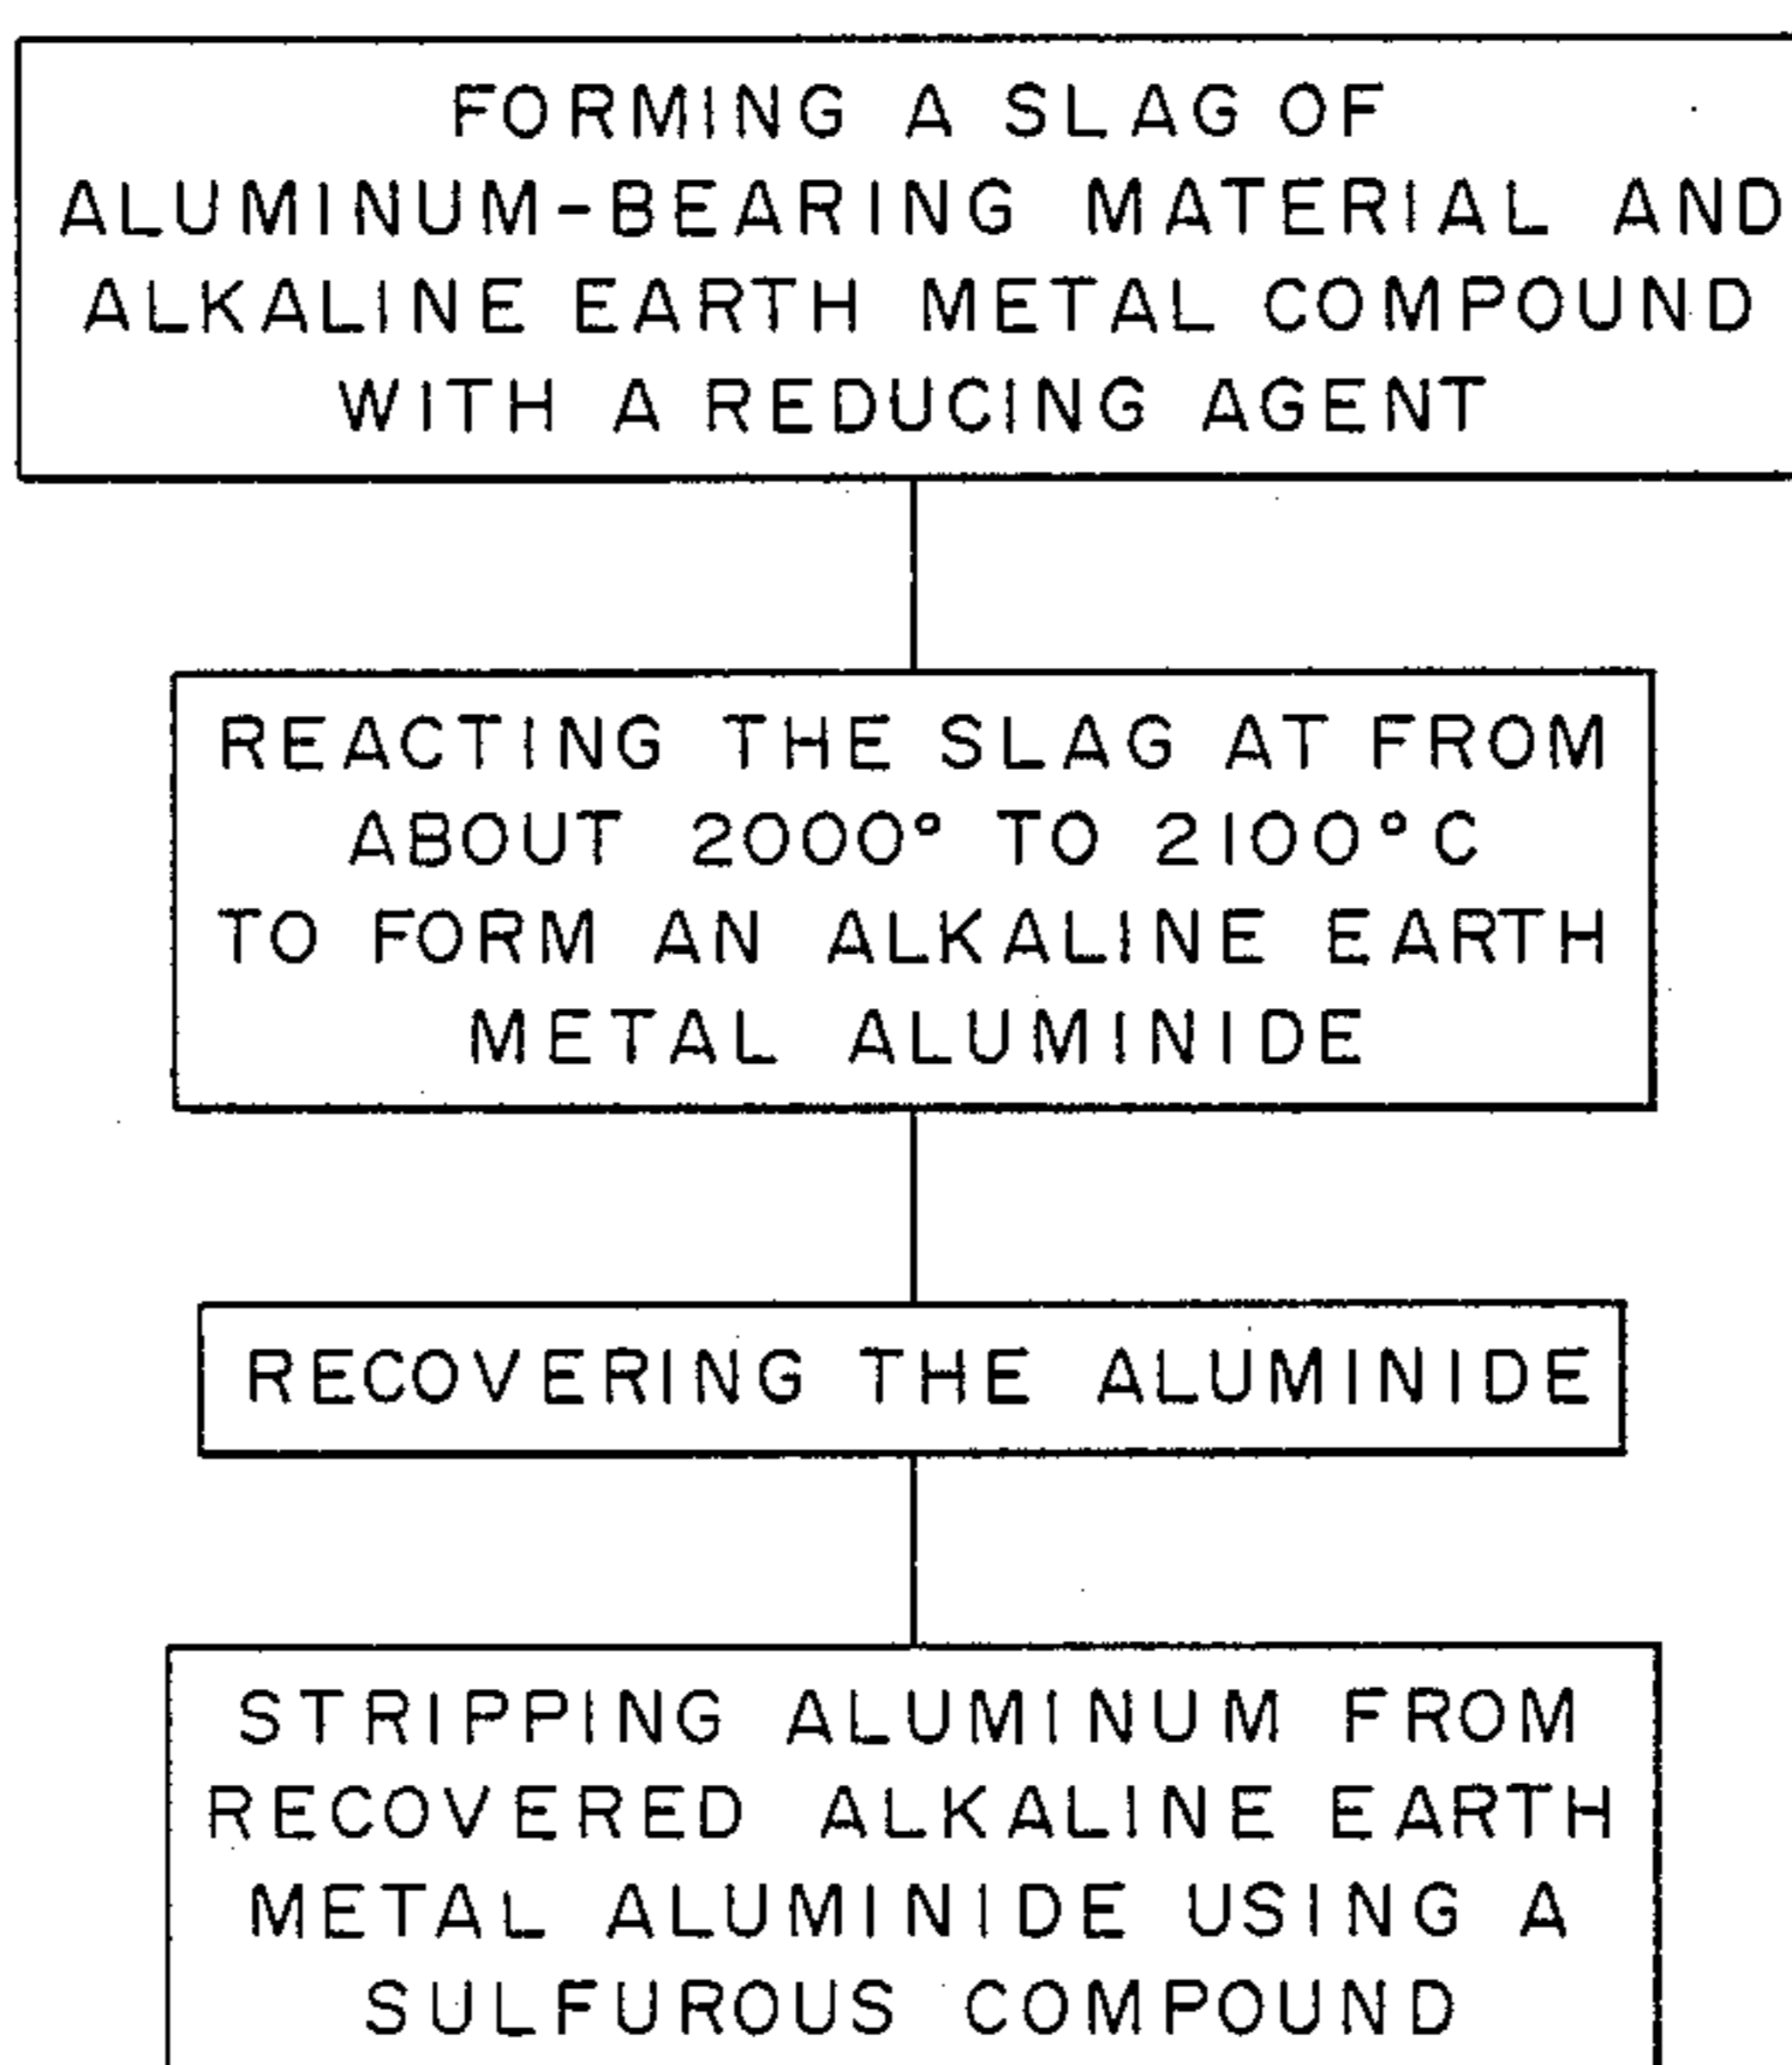 FORMING A SLAG OF
ALUMINUM-BEARING MATERIAL AND
ALKALINE EARTH METAL COMPOUND
WITH A REDUCING AGENT
REACTING THE SLAG AT FROM
ABOUT 2000° TO 2100°C
TO FORM AN ALKALINE EARTH
METAL ALUMINIDE
RECOVERING THE ALUMINIDE
STRIPPING ALUMINUM FROM
RECOVERED ALKALINE EARTH
METAL ALUMINIDE USING A
SULFUROUS COMPOUND